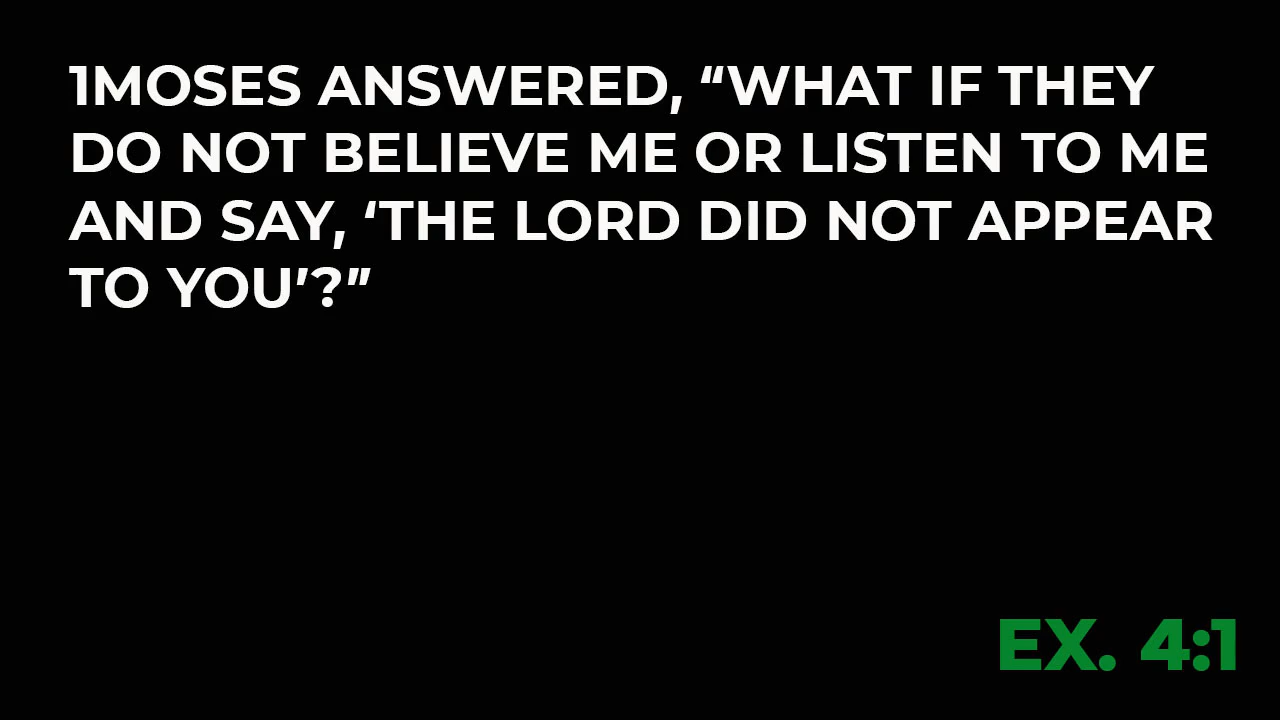 1MOSES ANSWERED, “WHAT IF THEY
DO NOT BELIEVE ME OR LISTEN TO ME
AND SAY, ‘THE LORD DID NOT APPEAR
TO YOU’?”
EX. 4:1